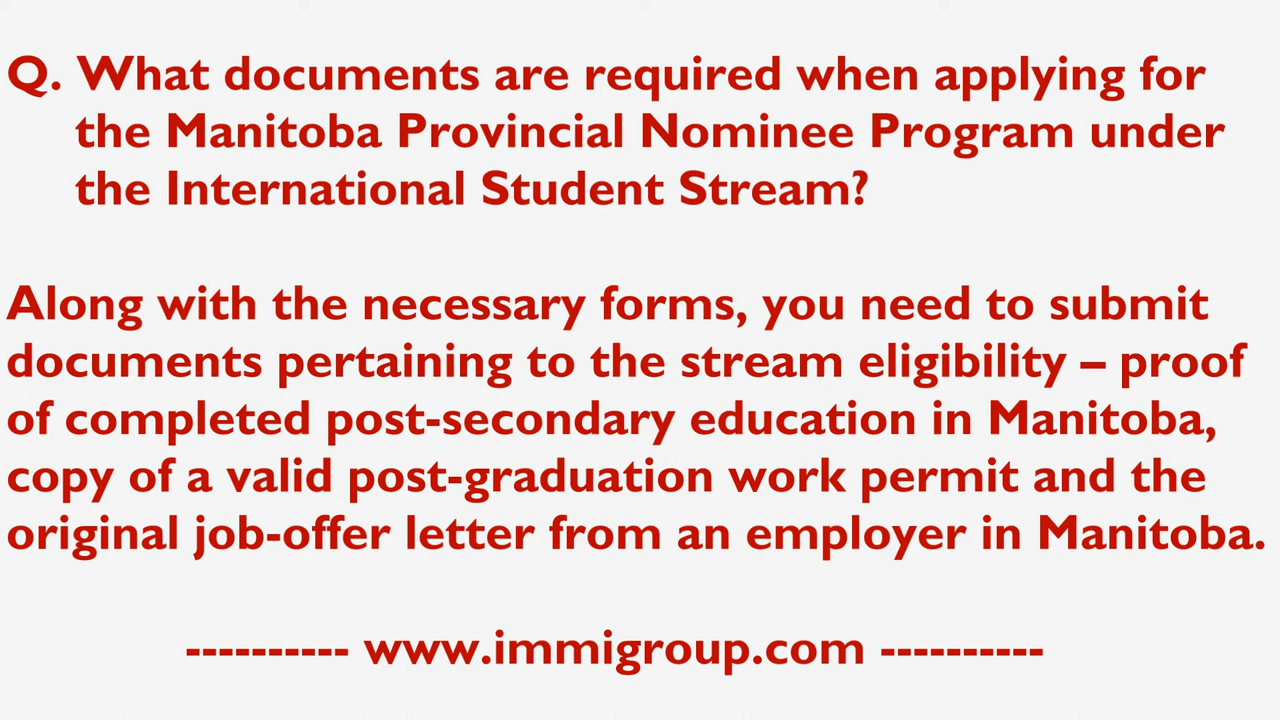 Q. What documents are required when applying for
the Manitoba Provincial Nominee Program under
the International Student Stream?
Along with the necessary forms, you need to submit
documents pertaining to the stream eligibility – proof
of completed post-secondary education in Manitoba,
copy of a valid post-graduation work permit and the
original job-offer letter from an employer in Manitoba.
---------- www.immigroup.com ----------